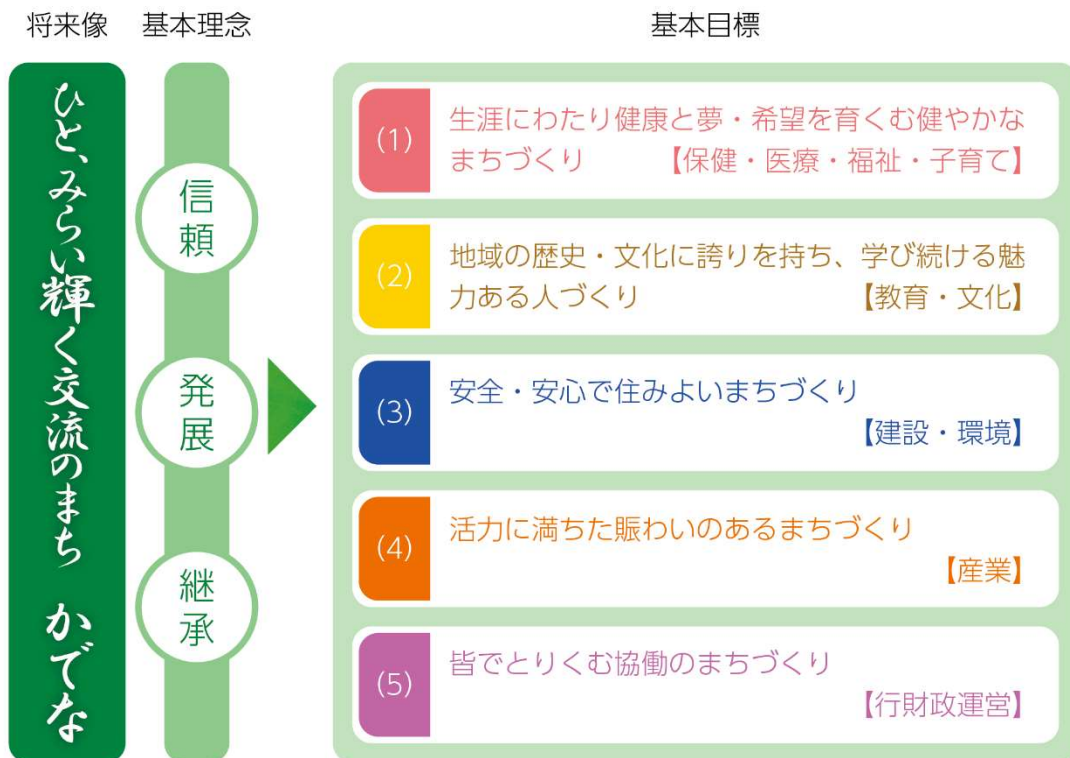 将来像
基本理念
基本目標
ひと、みらい輝く交流のまち　かでな
信頼
発展
継承
(1)
生涯にわたり健康と夢・希望を育くむ健やかな
まちづくり　【保健・医療・福祉・子育て】
(2)
地域の歴史・文化に誇りを持ち、学び続ける魅
力ある人づくり　【教育・文化】
(3)
安全・安心で住みよいまちづくり
【建設・環境】
(4)
活力に満ちた賑わいのあるまちづくり
【産業】
(5)
皆でとりくむ協働のまちづくり
【行財政運営】